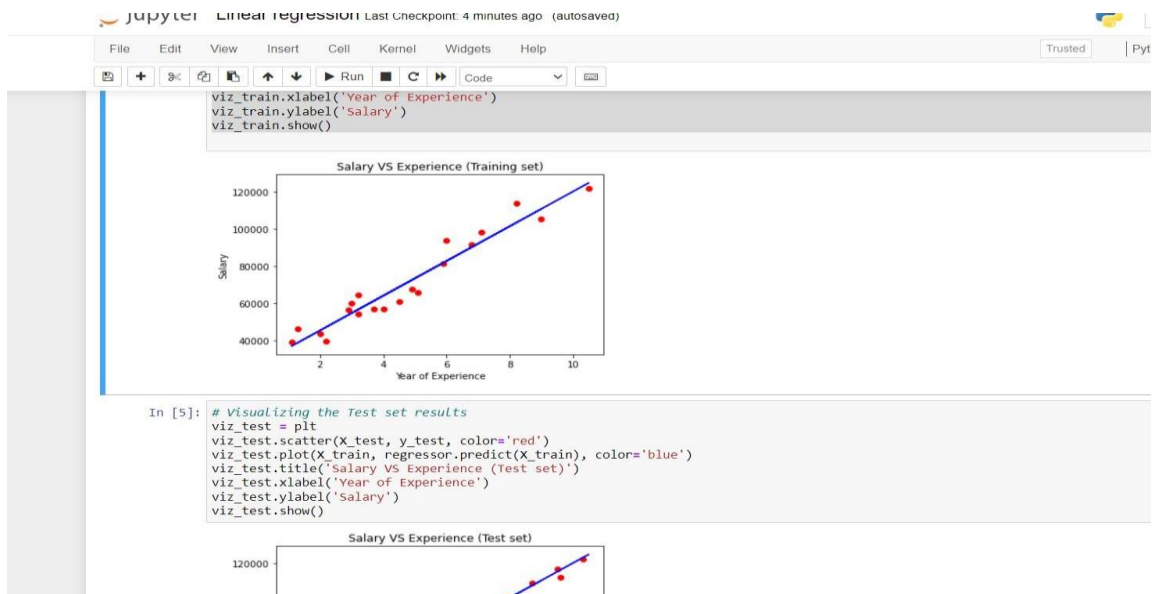 jupyter Linear regression Last Checkpoint: 4 minutes ago (autosaved)
File Edit View Insert Cell Kernel Widgets Help Trusted Pyt
Run Code
viz_train.xlabel('Year of Experience')
viz_train.ylabel('Salary')
viz_train.show()
Salary VS Experience (Training set)
120000
100000
80000
60000
40000
Salary
2 4 6 8 10
Year of Experience
In [5]: # Visualizing the Test set results
viz_test = plt
viz_test.scatter(X_test, y_test, color='red')
viz_test.plot(X_train, regressor.predict(X_train), color='blue')
viz_test.title('Salary VS Experience (Test set)')
viz_test.xlabel('Year of Experience')
viz_test.ylabel('Salary')
viz_test.show()
Salary VS Experience (Test set)
120000